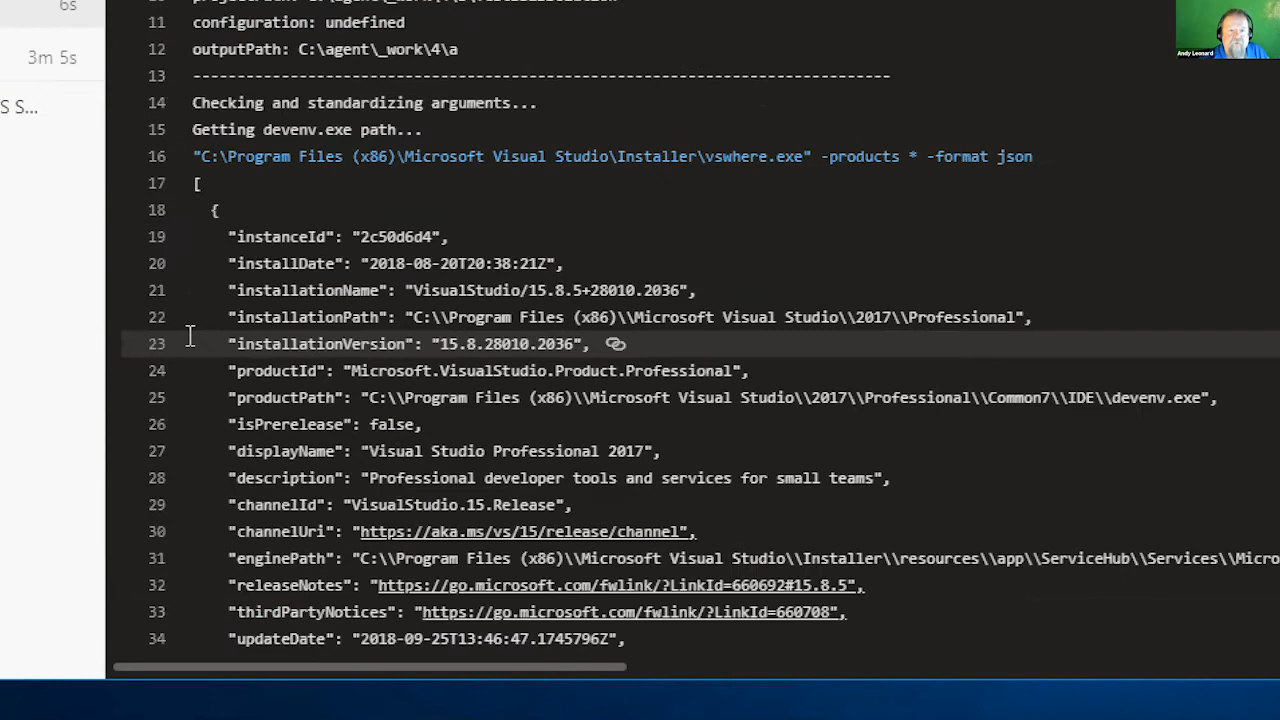 6s
3m 5s
S S...
11 configuration: undefined
12 outputPath: C:\agent\_work\4\a
13 -------------------------------------------------------------------------------
14 Checking and standardizing arguments...
15 Getting devenv.exe path...
16 "C:\Program Files (x86)\Microsoft Visual Studio\Installer\vswhere.exe" -products * -format json
17 [
18 {
19 "instanceId": "2c50d6d4",
20 "installDate": "2018-08-20T20:38:21Z",
21 "installationName": "VisualStudio/15.8.5+28010.2036",
22 "installationPath": "C:\\Program Files (x86)\\Microsoft Visual Studio\\2017\\Professional",
23 "installationVersion": "15.8.28010.2036",
24 "productId": "Microsoft.VisualStudio.Product.Professional",
25 "productPath": "C:\\Program Files (x86)\\Microsoft Visual Studio\\2017\\Professional\\Common7\\IDE\\devenv.exe",
26 "isPrerelease": false,
27 "displayName": "Visual Studio Professional 2017",
28 "description": "Professional developer tools and services for small teams",
29 "channelId": "VisualStudio.15.Release",
30 "channelUri": "https://aka.ms/vs/15/release/channel",
31 "enginePath": "C:\\Program Files (x86)\\Microsoft Visual Studio\\Installer\\resources\\app\\ServiceHub\\Services\\Micro
32 "releaseNotes": "https://go.microsoft.com/fwlink/?LinkId=660692#15.8.5",
33 "thirdPartyNotices": "https://go.microsoft.com/fwlink/?LinkId=660708",
34 "updateDate": "2018-09-25T13:46:47.1745796Z",
Andy Leonard